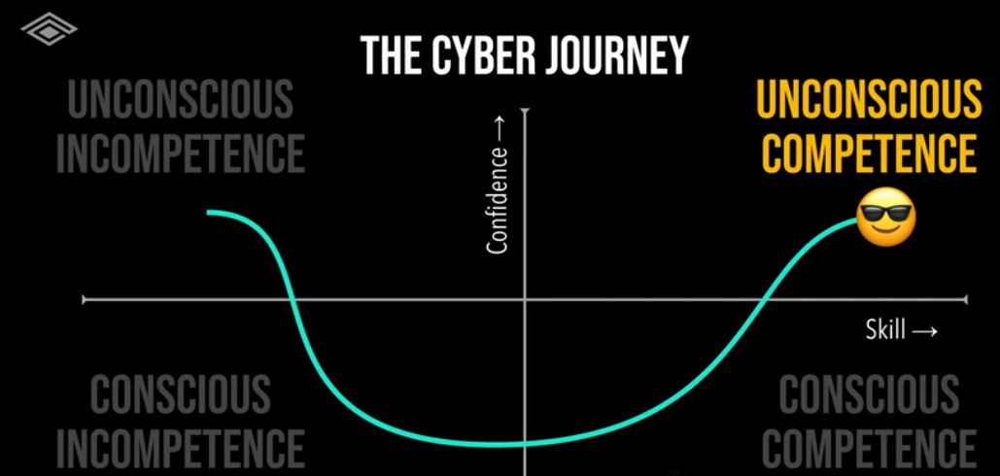 THE CYBER JOURNEY
UNCONSCIOUS
INCOMPETENCE
UNCONSCIOUS
COMPETENCE
Confidence →
Skill →
CONSCIOUS
INCOMPETENCE
CONSCIOUS
COMPETENCE